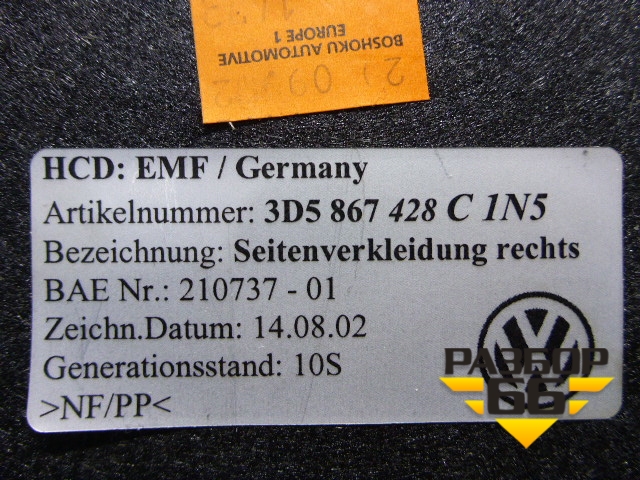 BOSHOKU AUTOMOTIVE
EUROPE 1
HCD: EMF / Germany
Artikelnummer: 3D5 867 428 C 1N5
Bezeichnung: Seitenverkleidung rechts
BAE Nr.: 210737 - 01
Zeichn.Datum: 14.08.02
Generationsstand: 10S
>NF/PP<
РАЗБОР
66